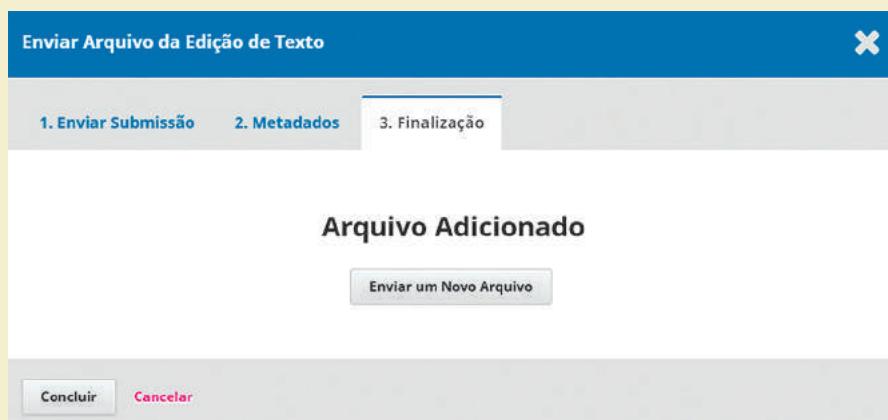 Enviar Arquivo da Edição de Texto
1. Enviar Submissão 2. Metadados 3. Finalização
Arquivo Adicionado
Enviar um Novo Arquivo
Concluir Cancelar